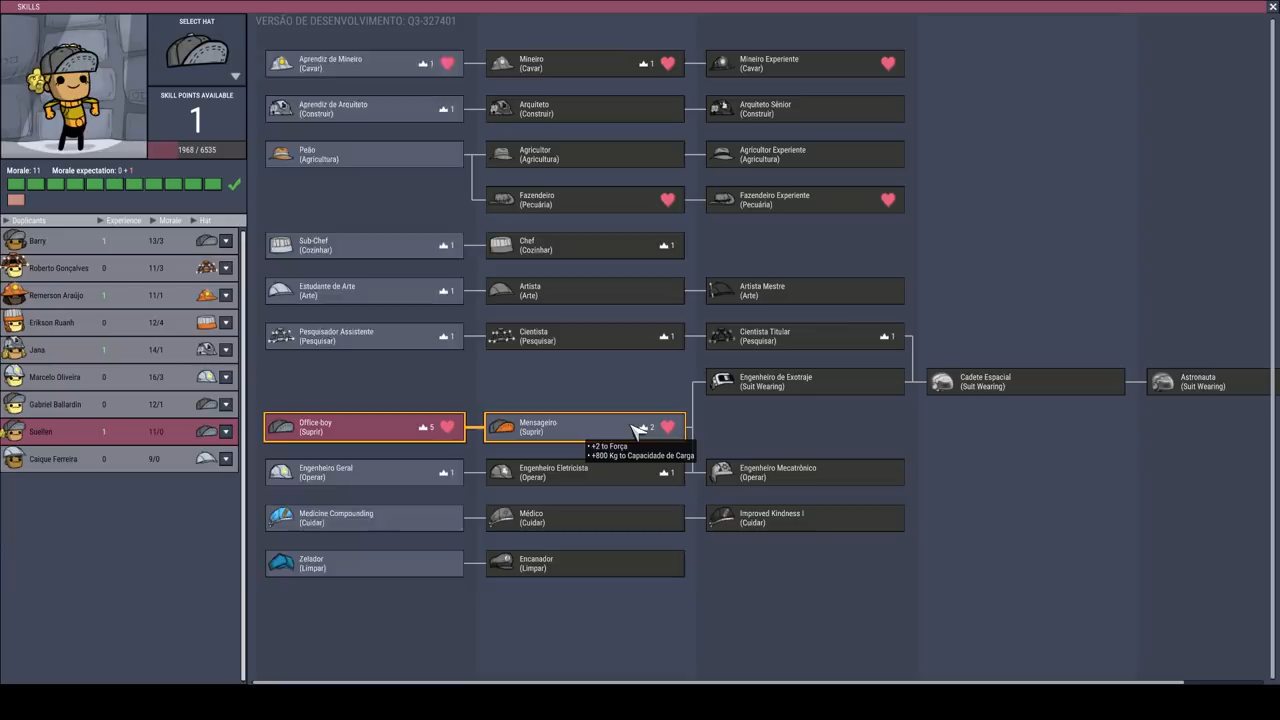 SKILLS
SELECT HAT
SKILL POINTS AVAILABLE
1
1968 / 6535
Morale: 11 Morale expectation: 0 + 1
Duplicants Experience Morale Hat
Barry 1 13/3
Roberto Gonçalves 0 11/3
Remerson Araújo 1 11/1
Erikson Ruanh 0 12/4
Jana 1 14/1
Marcelo Oliveira 0 16/3
Gabriel Ballardin 0 12/1
Suellen 1 11/0
Caique Ferreira 0 9/0
VERSÃO DE DESENVOLVIMENTO: Q3-327401
Aprendiz de Mineiro
(Cavar)
1
Mineiro
(Cavar)
1
Mineiro Experiente
(Cavar)
Aprendiz de Arquiteto
(Construir)
1
Arquiteto
(Construir)
Arquiteto Sênior
(Construir)
Peão
(Agricultura)
Agricultor
(Agricultura)
Agricultor Experiente
(Agricultura)
Fazendeiro
(Pecuária)
Fazendeiro Experiente
(Pecuária)
Sub-Chef
(Cozinhar)
1
Chef
(Cozinhar)
1
Estudante de Arte
(Arte)
1
Artista
(Arte)
Artista Mestre
(Arte)
Pesquisador Assistente
(Pesquisar)
1
Cientista
(Pesquisar)
Cientista Titular
(Pesquisar)
1
Engenheiro de Exotraje
(Suit Wearing)
Cadete Espacial
(Suit Wearing)
Astronauta
(Suit Wearing)
Office-boy
(Suprir)
5
Mensageiro
(Suprir)
2
• +2 to Força
• +800 Kg to Capacidade de Carga
Engenheiro Geral
(Operar)
1
Engenheiro Eletricista
(Operar)
1
Engenheiro Mecatrônico
(Operar)
Medicine Compounding
(Cuidar)
Médico
(Cuidar)
Improved Kindness I
(Cuidar)
Zelador
(Limpar)
Encanador
(Limpar)